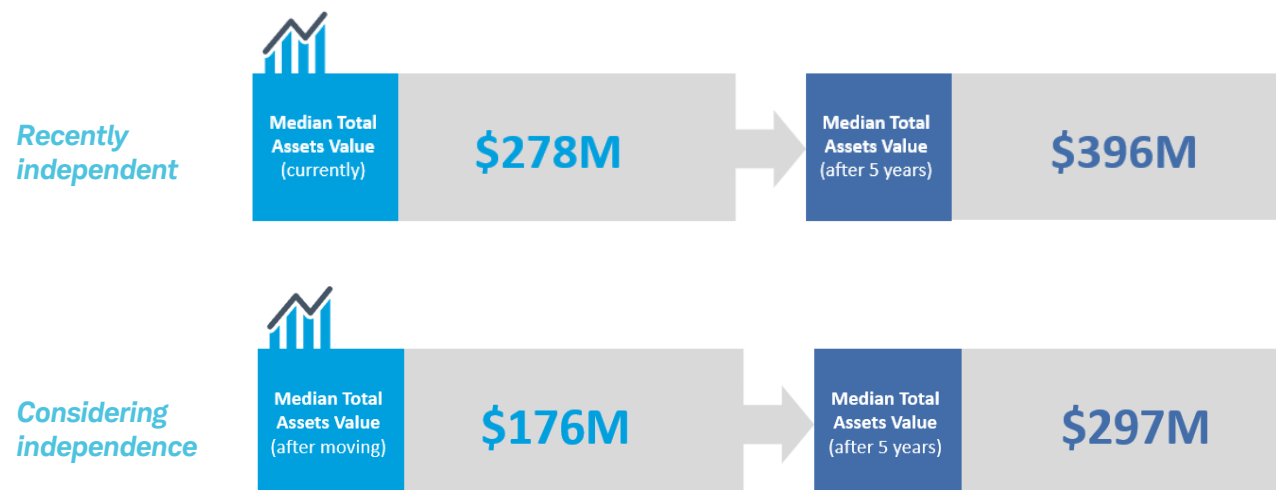 Recently
independent
Median Total
Assets Value
(currently)
$278M
Median Total
Assets Value
(after 5 years)
$396M
Considering
independence
Median Total
Assets Value
(after moving)
$176M
Median Total
Assets Value
(after 5 years)
$297M